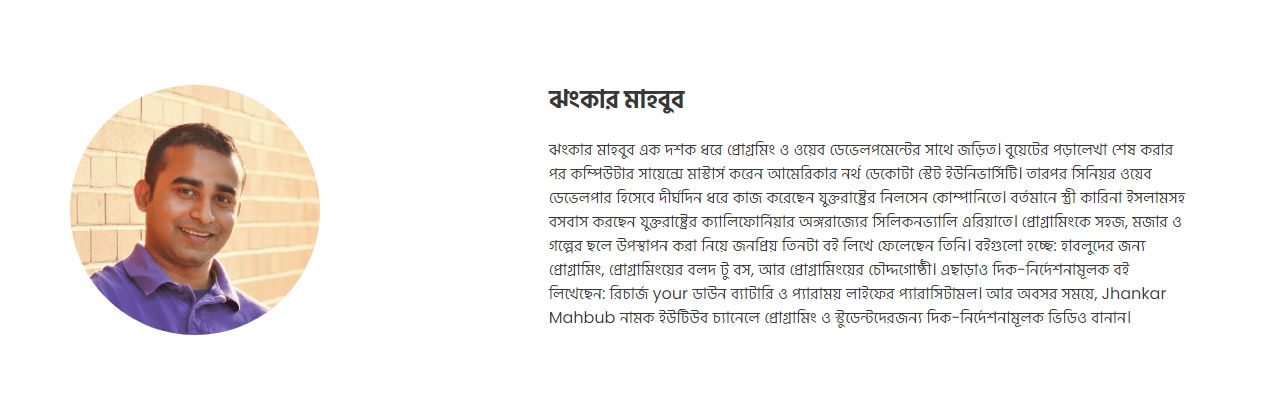 ঝংকার মাহবুব
ঝংকার মাহবুব এক দশক ধরে প্রোগ্রমিং ও ওয়েব ডেভেলপমেন্টের সাথে জড়িত। বুয়েটের পড়ালেখা শেষ করার
পর কম্পিউটার সায়েন্সে মাস্টার্স করেন আমেরিকার নর্থ ডেকোটা স্টেট ইউনিভার্সিটি। তারপর সিনিয়র ওয়েব
ডেভেলপার হিসেবে দীর্ঘদিন ধরে কাজ করেছেন যুক্তরাষ্ট্রের নিলসেন কোম্পানিতে। বর্তমানে স্ত্রী কারিনা ইসলামসহ
বসবাস করছেন যুক্তরাষ্ট্রের ক্যালিফোর্নিয়ার অঙ্গরাজ্যের সিলিকনভ্যালি এরিয়াতে। প্রোগ্রামিংকে সহজ, মজার ও
গল্পের ছলে উপস্থাপন করা নিয়ে জনপ্রিয় তিনটা বই লিখে ফেলেছেন তিনি। বইগুলো হচ্ছে: হাবলুদের জন্য
প্রোগ্রামিং, প্রোগ্রামিংয়ের বলদ টু বস, আর প্রোগ্রামিংয়ের চৌদ্দগোষ্ঠী। এছাড়াও দিক-নির্দেশনামূলক বই
লিখেছেন: রিচার্জ your ডাউন ব্যাটারি ও প্যারাময় লাইফের প্যারাসিটামল। আর অবসর সময়ে, Jhankar
Mahbub নামক ইউটিউব চ্যানেলে প্রোগ্রামিং ও স্টুডেন্টদেরজন্য দিক-নির্দেশনামূলক ভিডিও বানান।